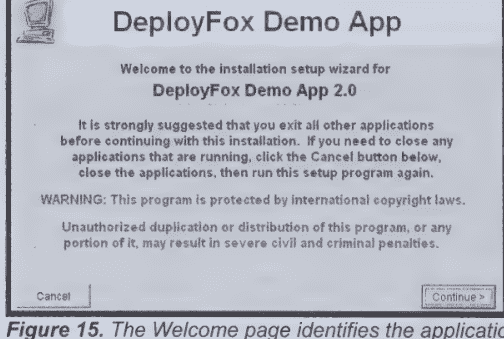 DeployFox Demo App
Welcome to the installation setup wizard for
DeployFox Demo App 2.0
It is strongly suggested that you exit all other applications
before continuing with this installation. If you need to close any
applications that are running, click the Cancel button below,
close the applications, then run this setup program again.
WARNING: This program is protected by international copyright laws.
Unauthorized duplication or distribution of this program, or any
portion of it, may result in severe civil and criminal penalties.
Cancel
Continue >
Figure 15. The Welcome page identifies the applicatio